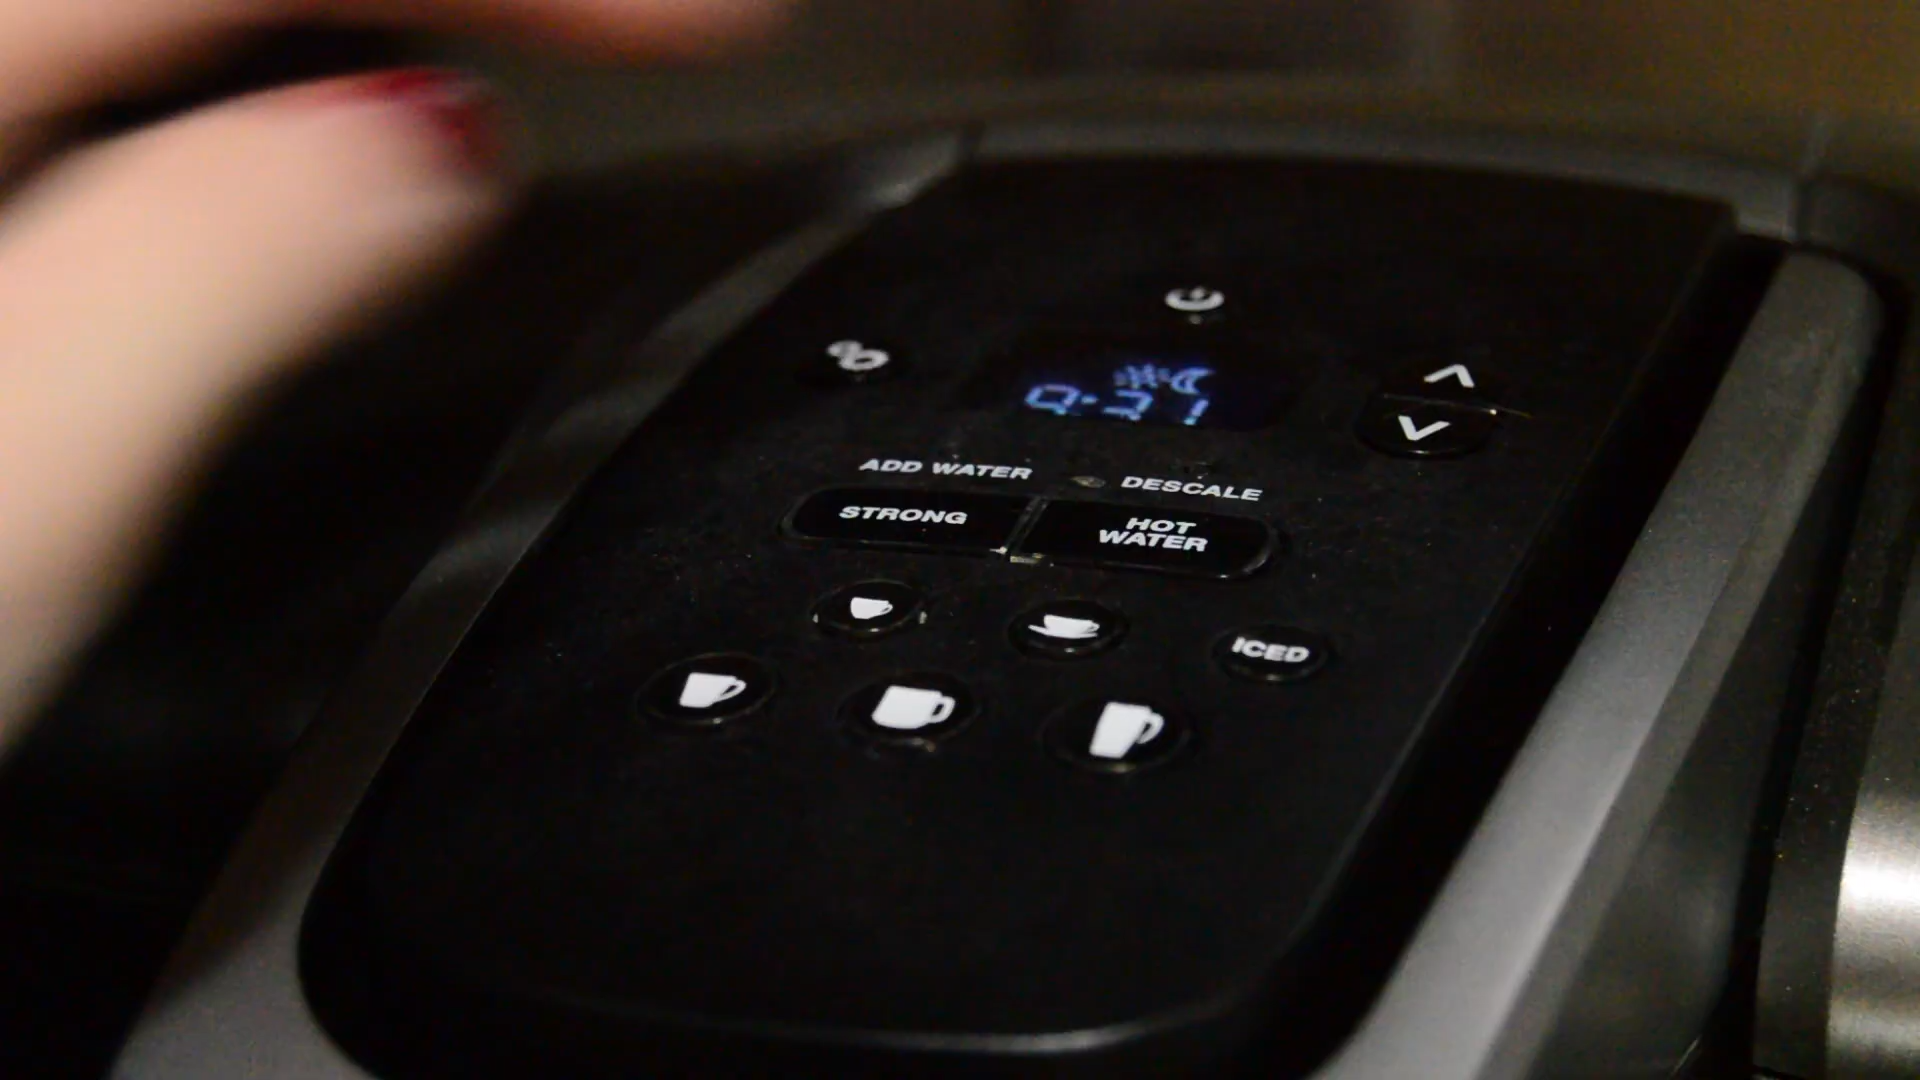 ADD WATER
DESCALE
STRONG
HOT
WATER
ICED